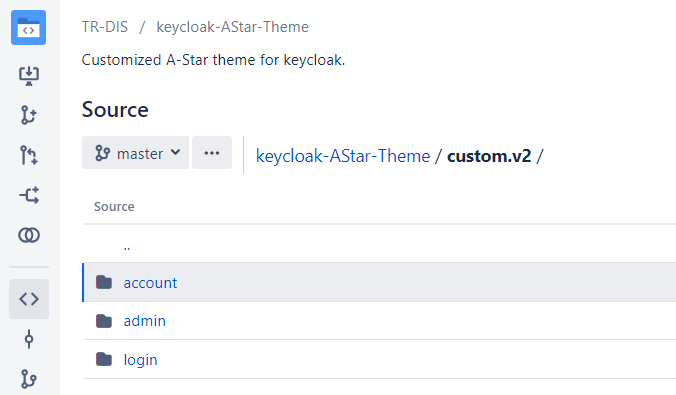 TR-DIS / keycloak-AStar-Theme
Customized A-Star theme for keycloak.
Source
master ··· keycloak-AStar-Theme / custom.v2 /
Source
..
account
admin
login